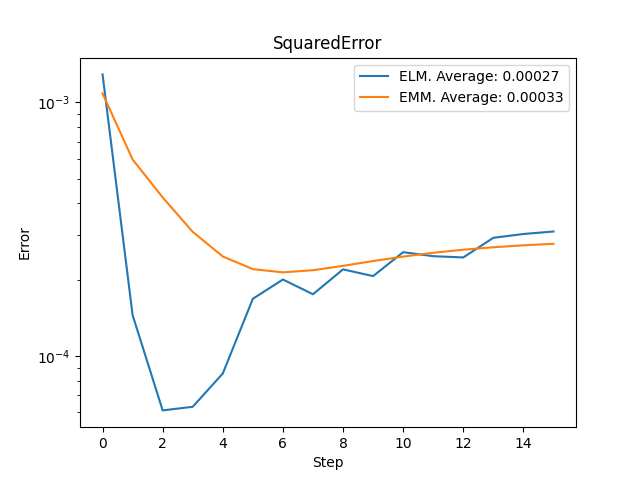 SquaredError
ELM. Average: 0.00027
EMM. Average: 0.00033
Error
10⁻³
10⁻⁴
0 2 4 6 8 10 12 14
Step